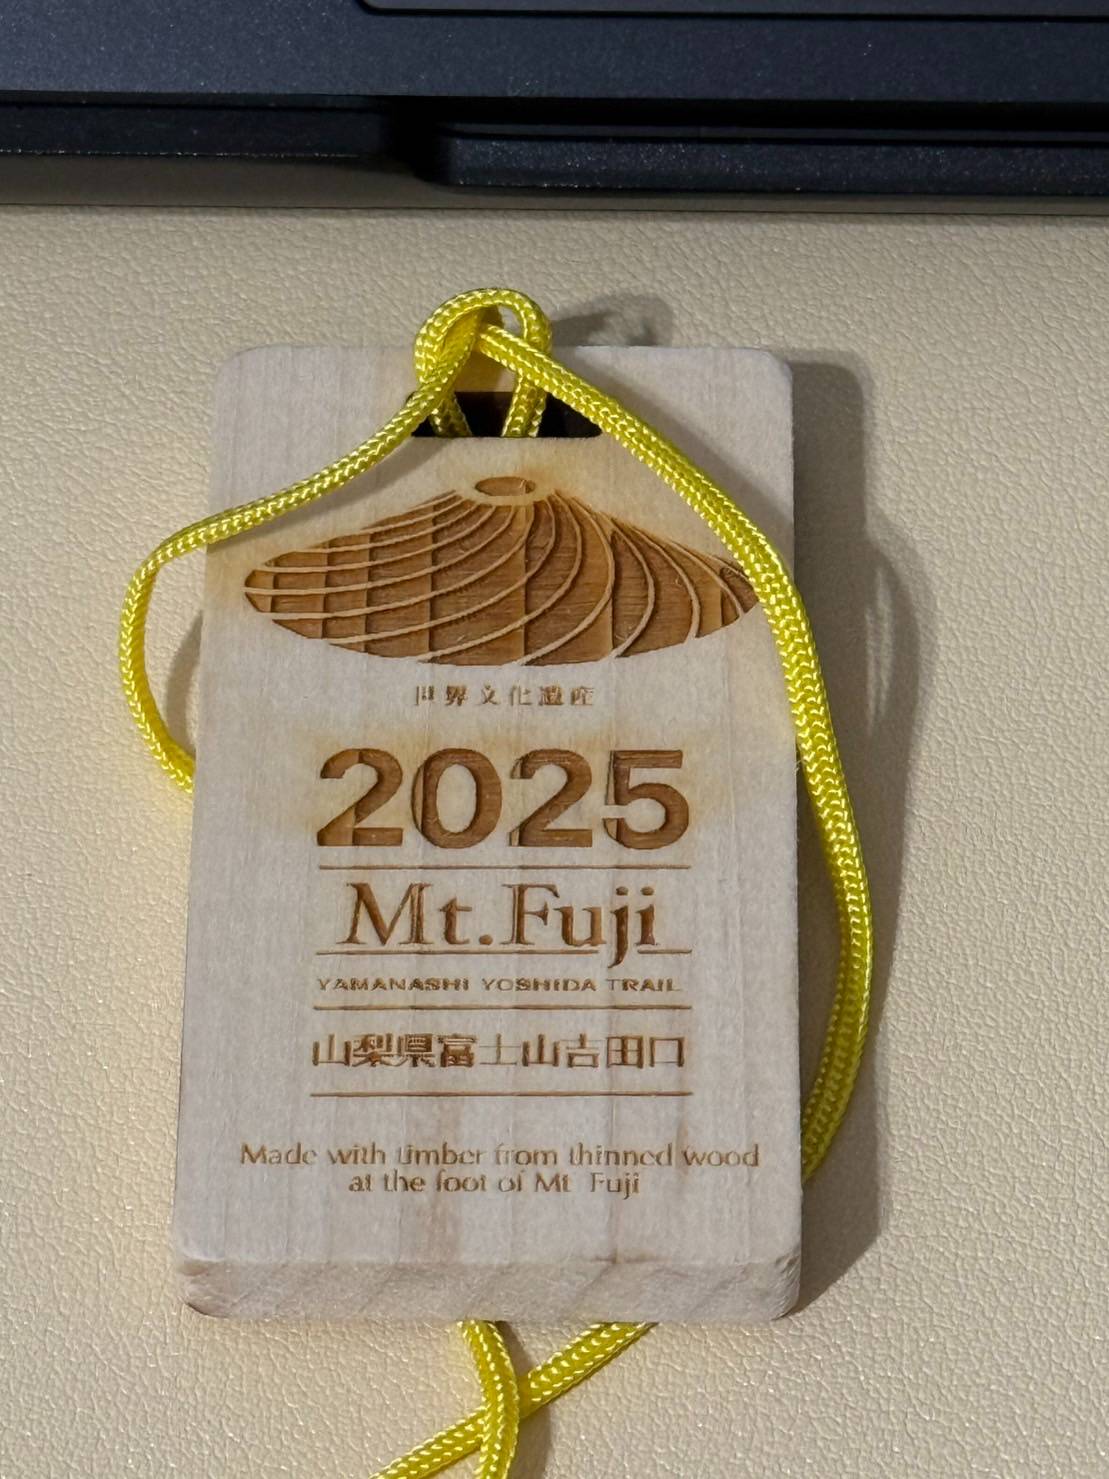 世界文化遺産
2025
Mt.Fuji
YAMANASHI YOSHIDA TRAIL
山梨県富士山吉田口
Made with timber from thinned wood
at the foot of Mt Fuji